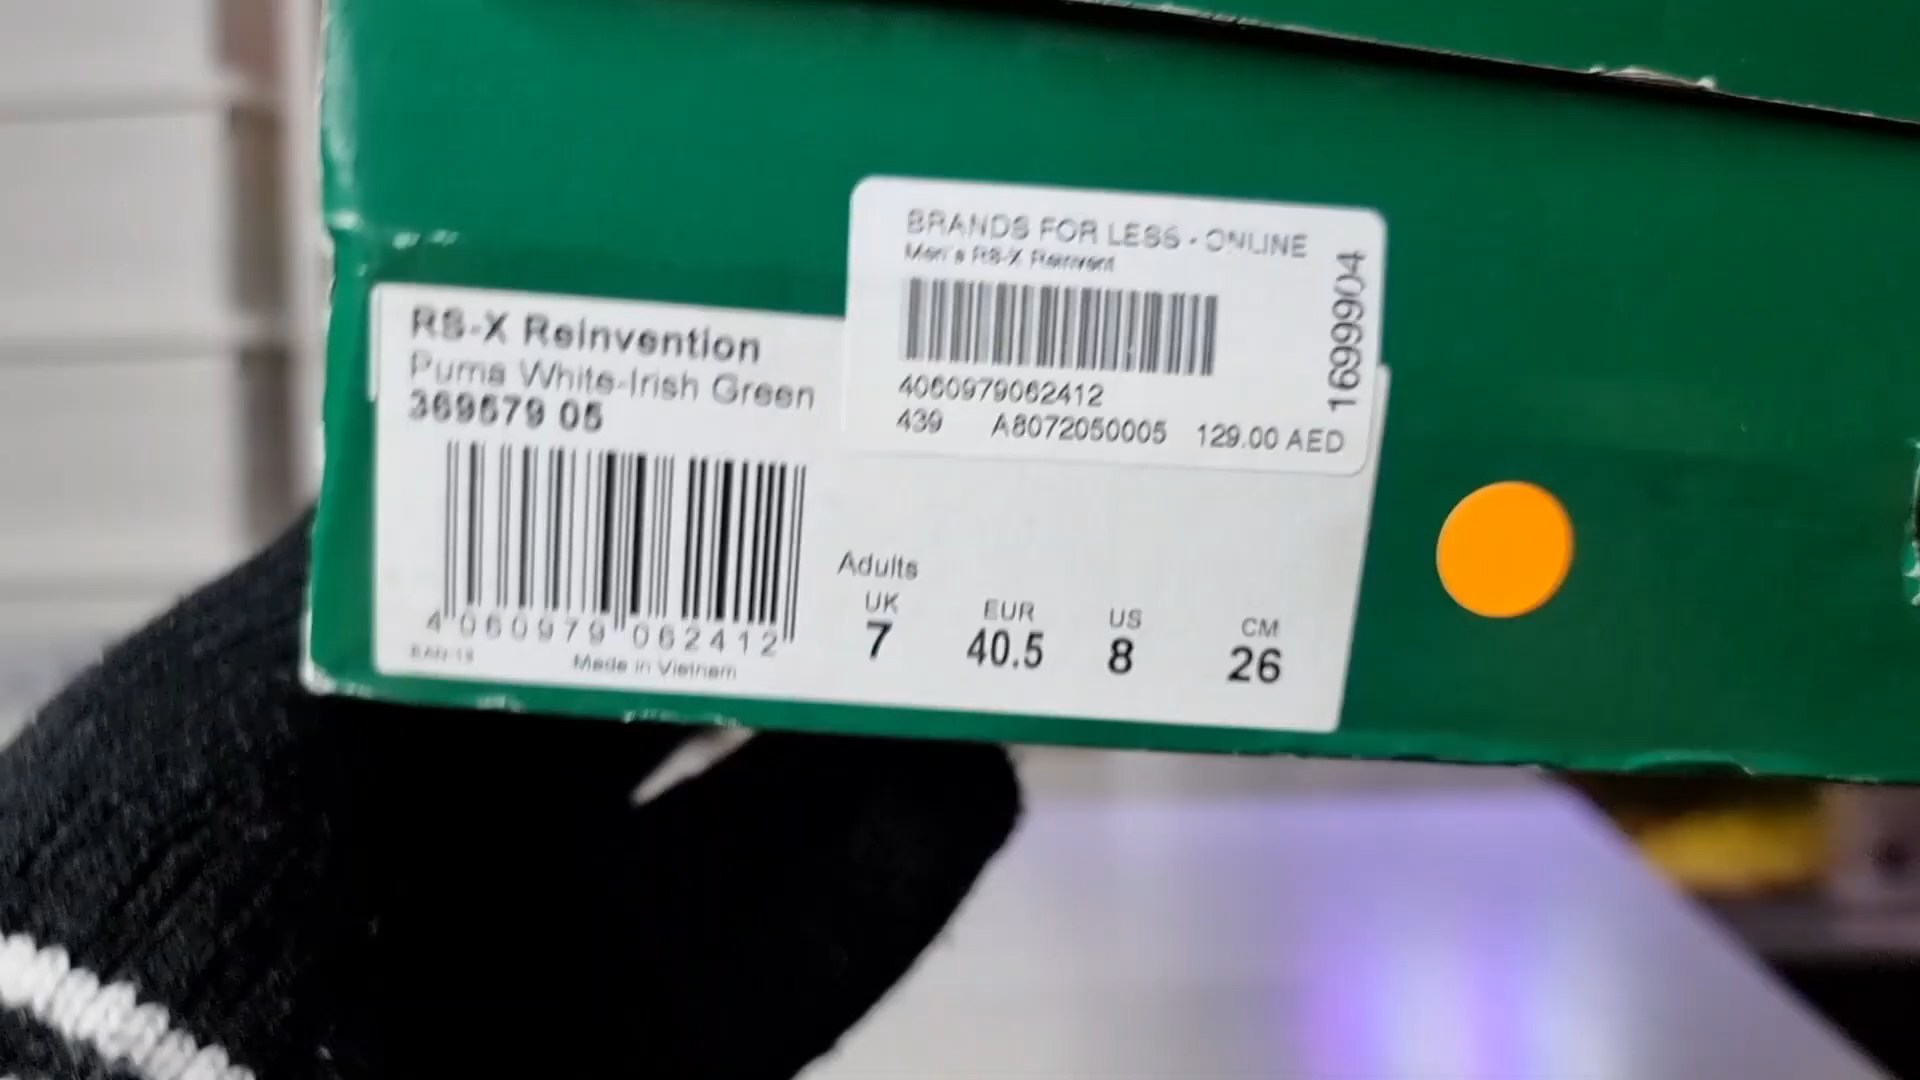 BRANDS FOR LESS - ONLINE
Men's RS-X Reinvent
4060979062412
439 A8072050005 129.00 AED
1699904
RS-X Reinvention
Puma White-Irish Green
369579 05
4 060979 062412
EAN-13
Made in Vietnam
Adults
UK EUR US CM
7 40.5 8 26